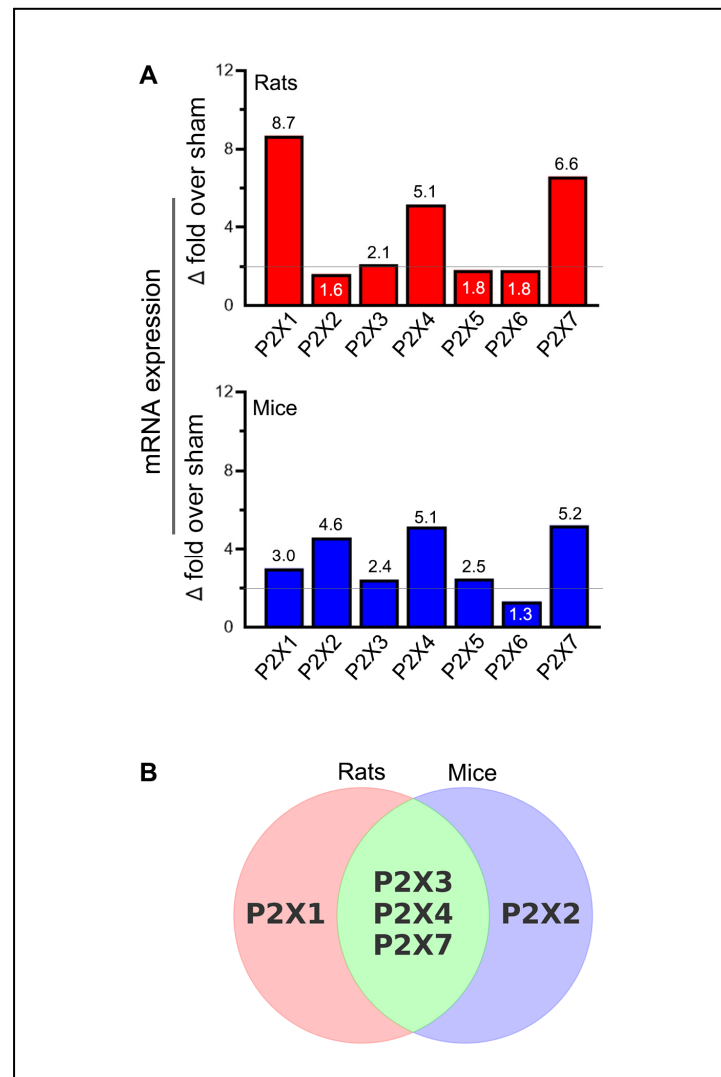 A
mRNA expression
Δ fold over sham
Rats
12
8
4
0
8.7
1.6
2.1
5.1
1.8
1.8
6.6
P2X1
P2X2
P2X3
P2X4
P2X5
P2X6
P2X7
Δ fold over sham
Mice
12
8
4
0
3.0
4.6
2.4
5.1
2.5
1.3
5.2
P2X1
P2X2
P2X3
P2X4
P2X5
P2X6
P2X7
B
Rats
Mice
P2X1
P2X3
P2X4
P2X7
P2X2